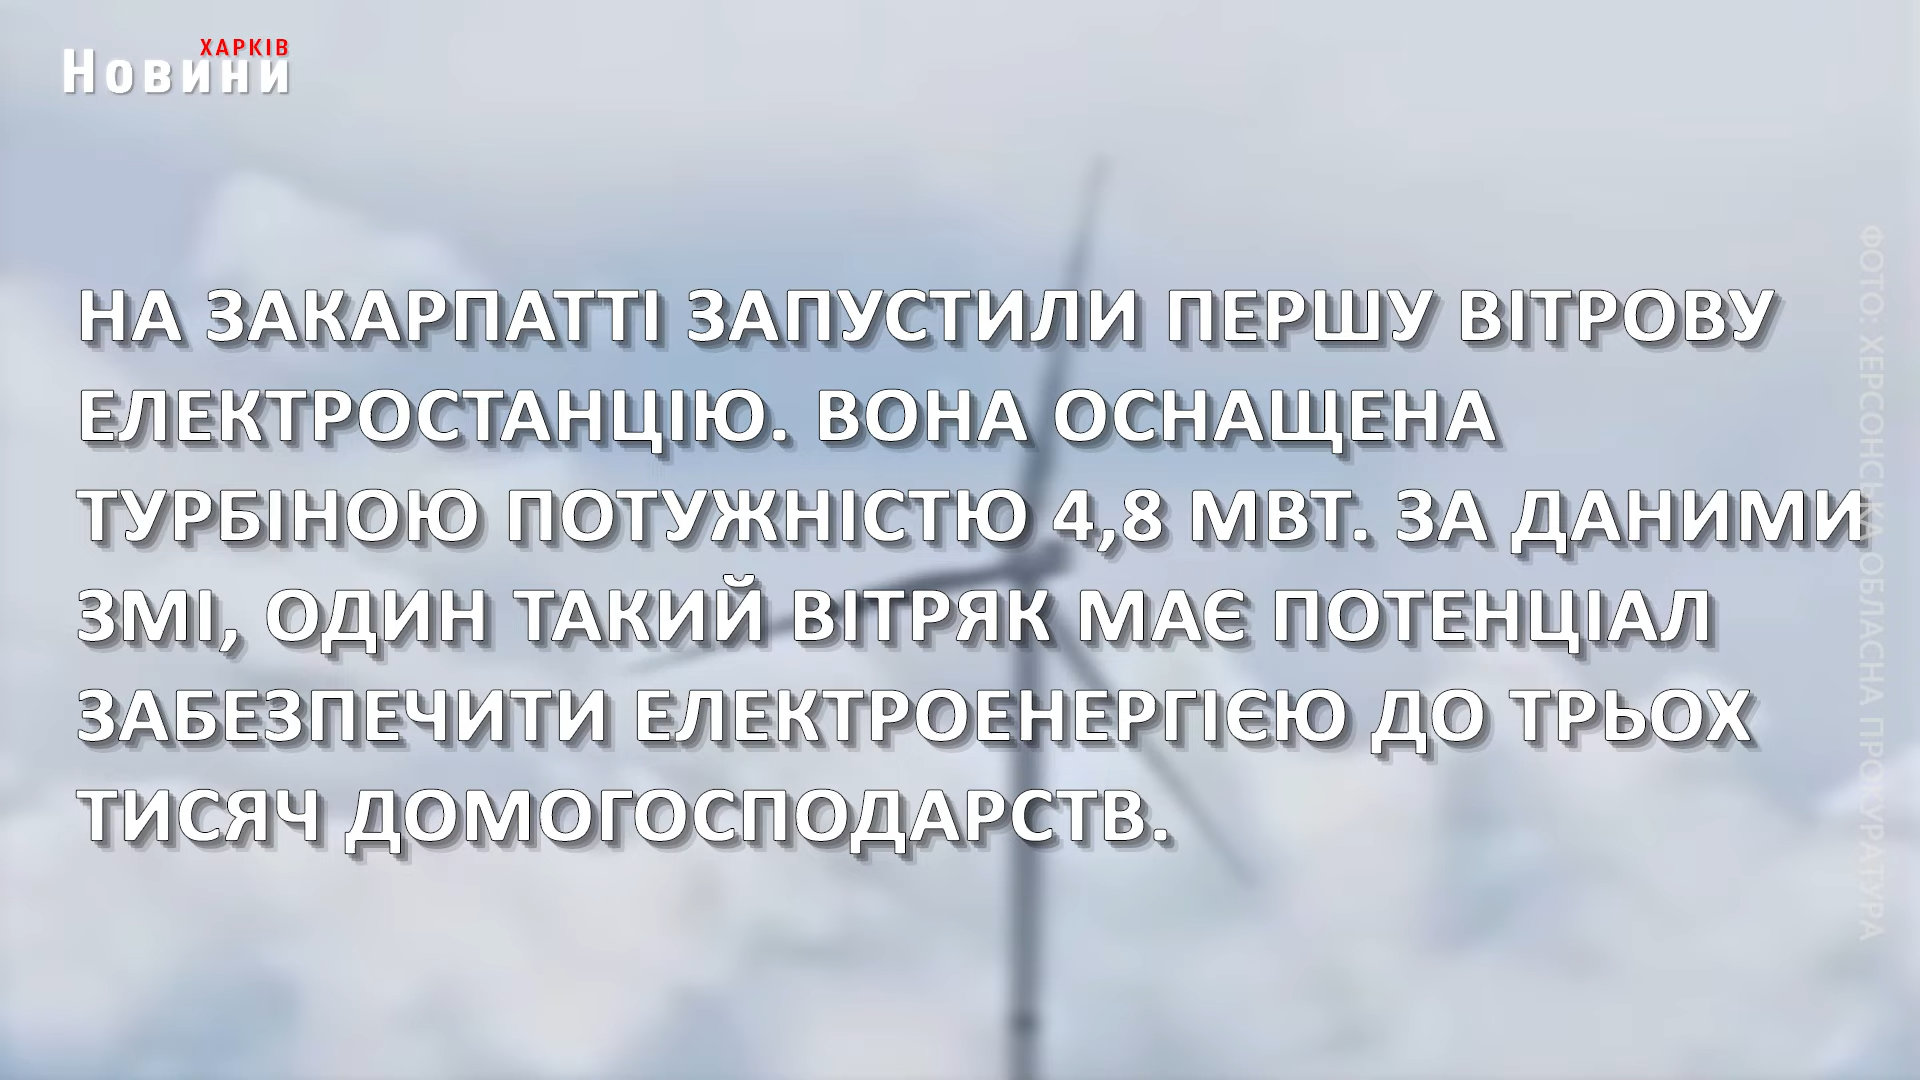 ХАРКІВ
Новини
НА ЗАКАРПАТТІ ЗАПУСТИЛИ ПЕРШУ ВІТРОВУ
ЕЛЕКТРОСТАНЦІЮ. ВОНА ОСНАЩЕНА
ТУРБІНОЮ ПОТУЖНІСТЮ 4,8 МВТ. ЗА ДАНИМИ
ЗМІ, ОДИН ТАКИЙ ВІТРЯК МАЄ ПОТЕНЦІАЛ
ЗАБЕЗПЕЧИТИ ЕЛЕКТРОЕНЕРГІЄЮ ДО ТРЬОХ
ТИСЯЧ ДОМОГОСПОДАРСТВ.
ФОТО: ХЕРСОНСЬКА ОБЛАСНА ПРОКУРАТУРА